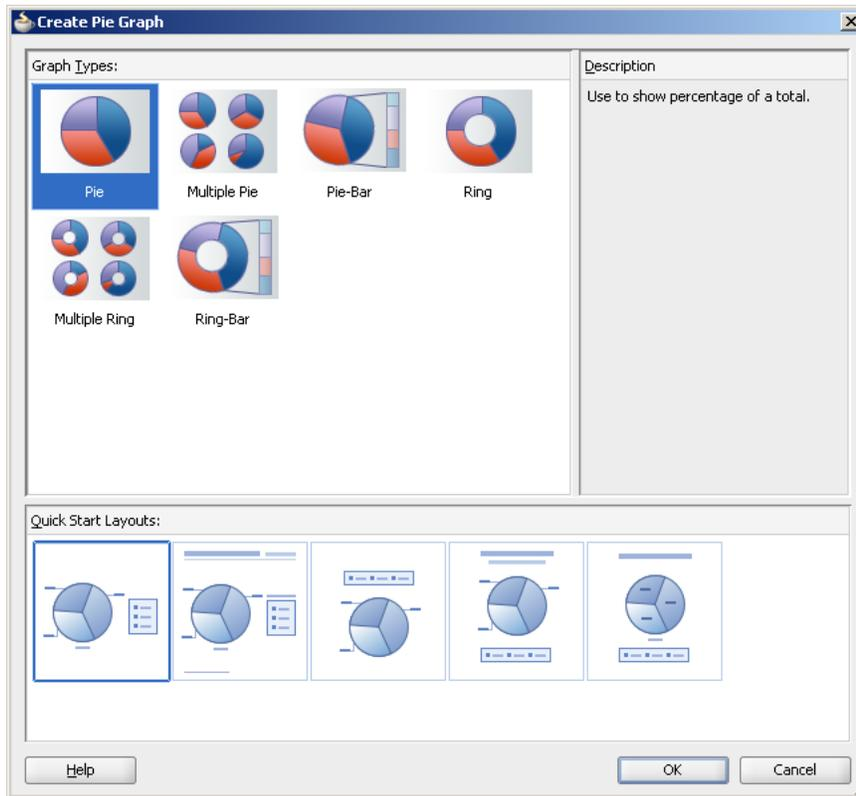 Create Pie Graph
Graph Types:
Description
Use to show percentage of a total.
Pie
Multiple Pie
Pie-Bar
Ring
Multiple Ring
Ring-Bar
Quick Start Layouts:
Help
OK
Cancel